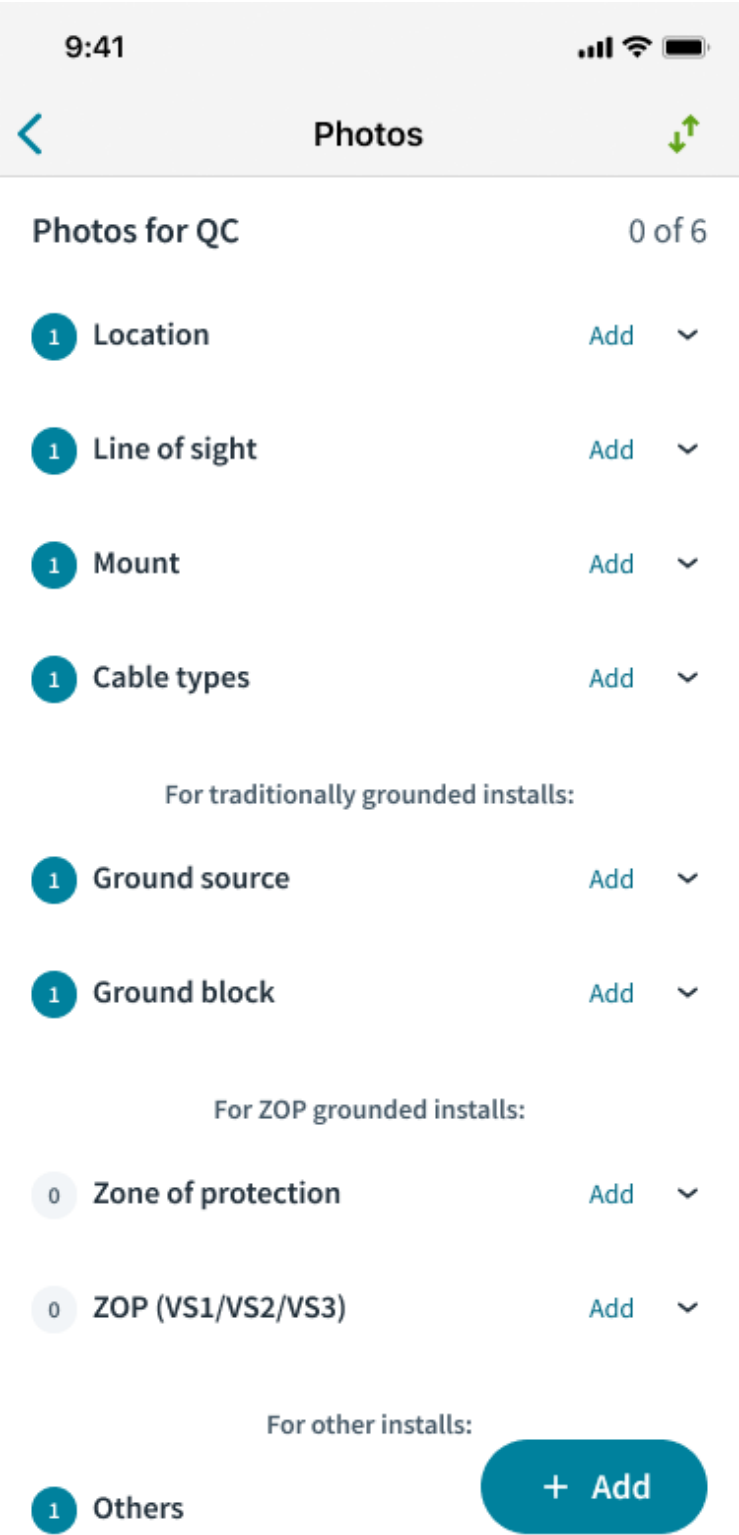 9:41
Photos
Photos for QC 0 of 6
1 Location Add
1 Line of sight Add
1 Mount Add
1 Cable types Add
For traditionally grounded installs:
1 Ground source Add
1 Ground block Add
For ZOP grounded installs:
0 Zone of protection Add
0 ZOP (VS1/VS2/VS3) Add
For other installs:
1 Others
+ Add